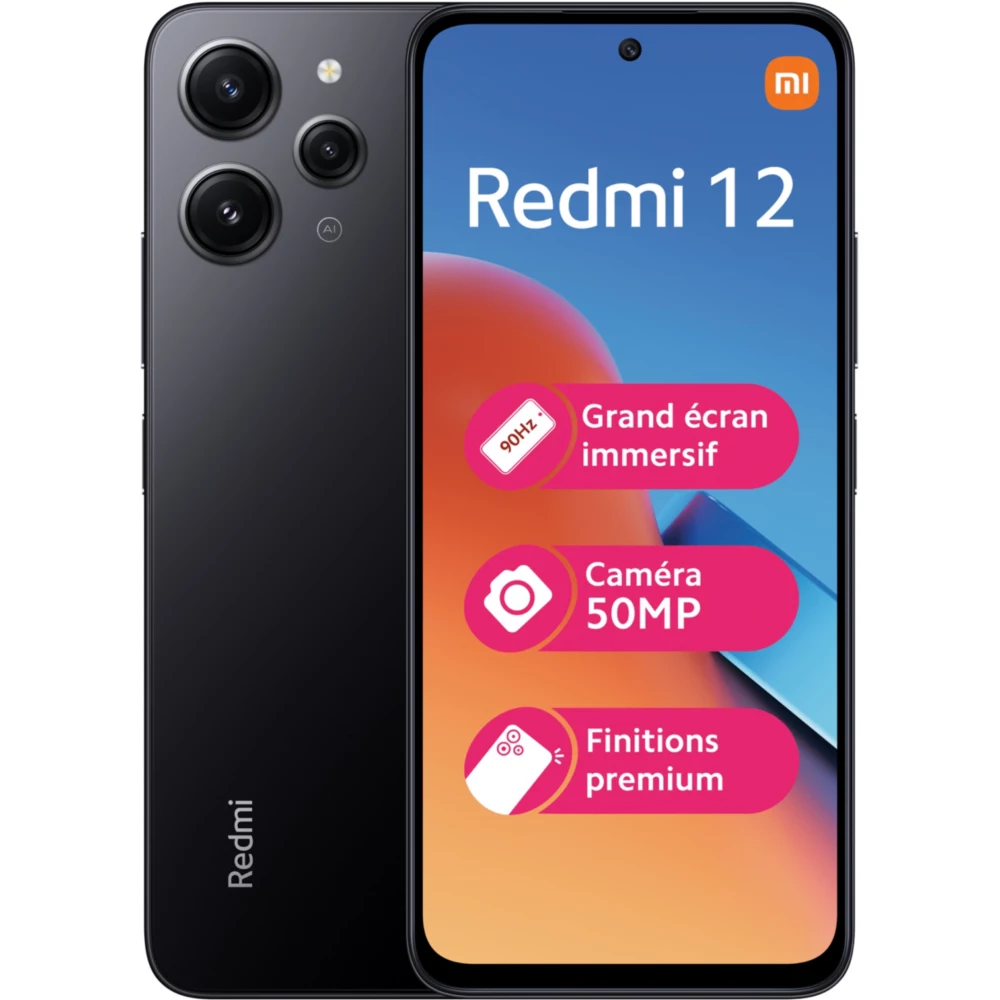 AI
Redmi
mi
Redmi 12
90Hz
Grand écran
immersif
Caméra
50MP
Finitions
premium